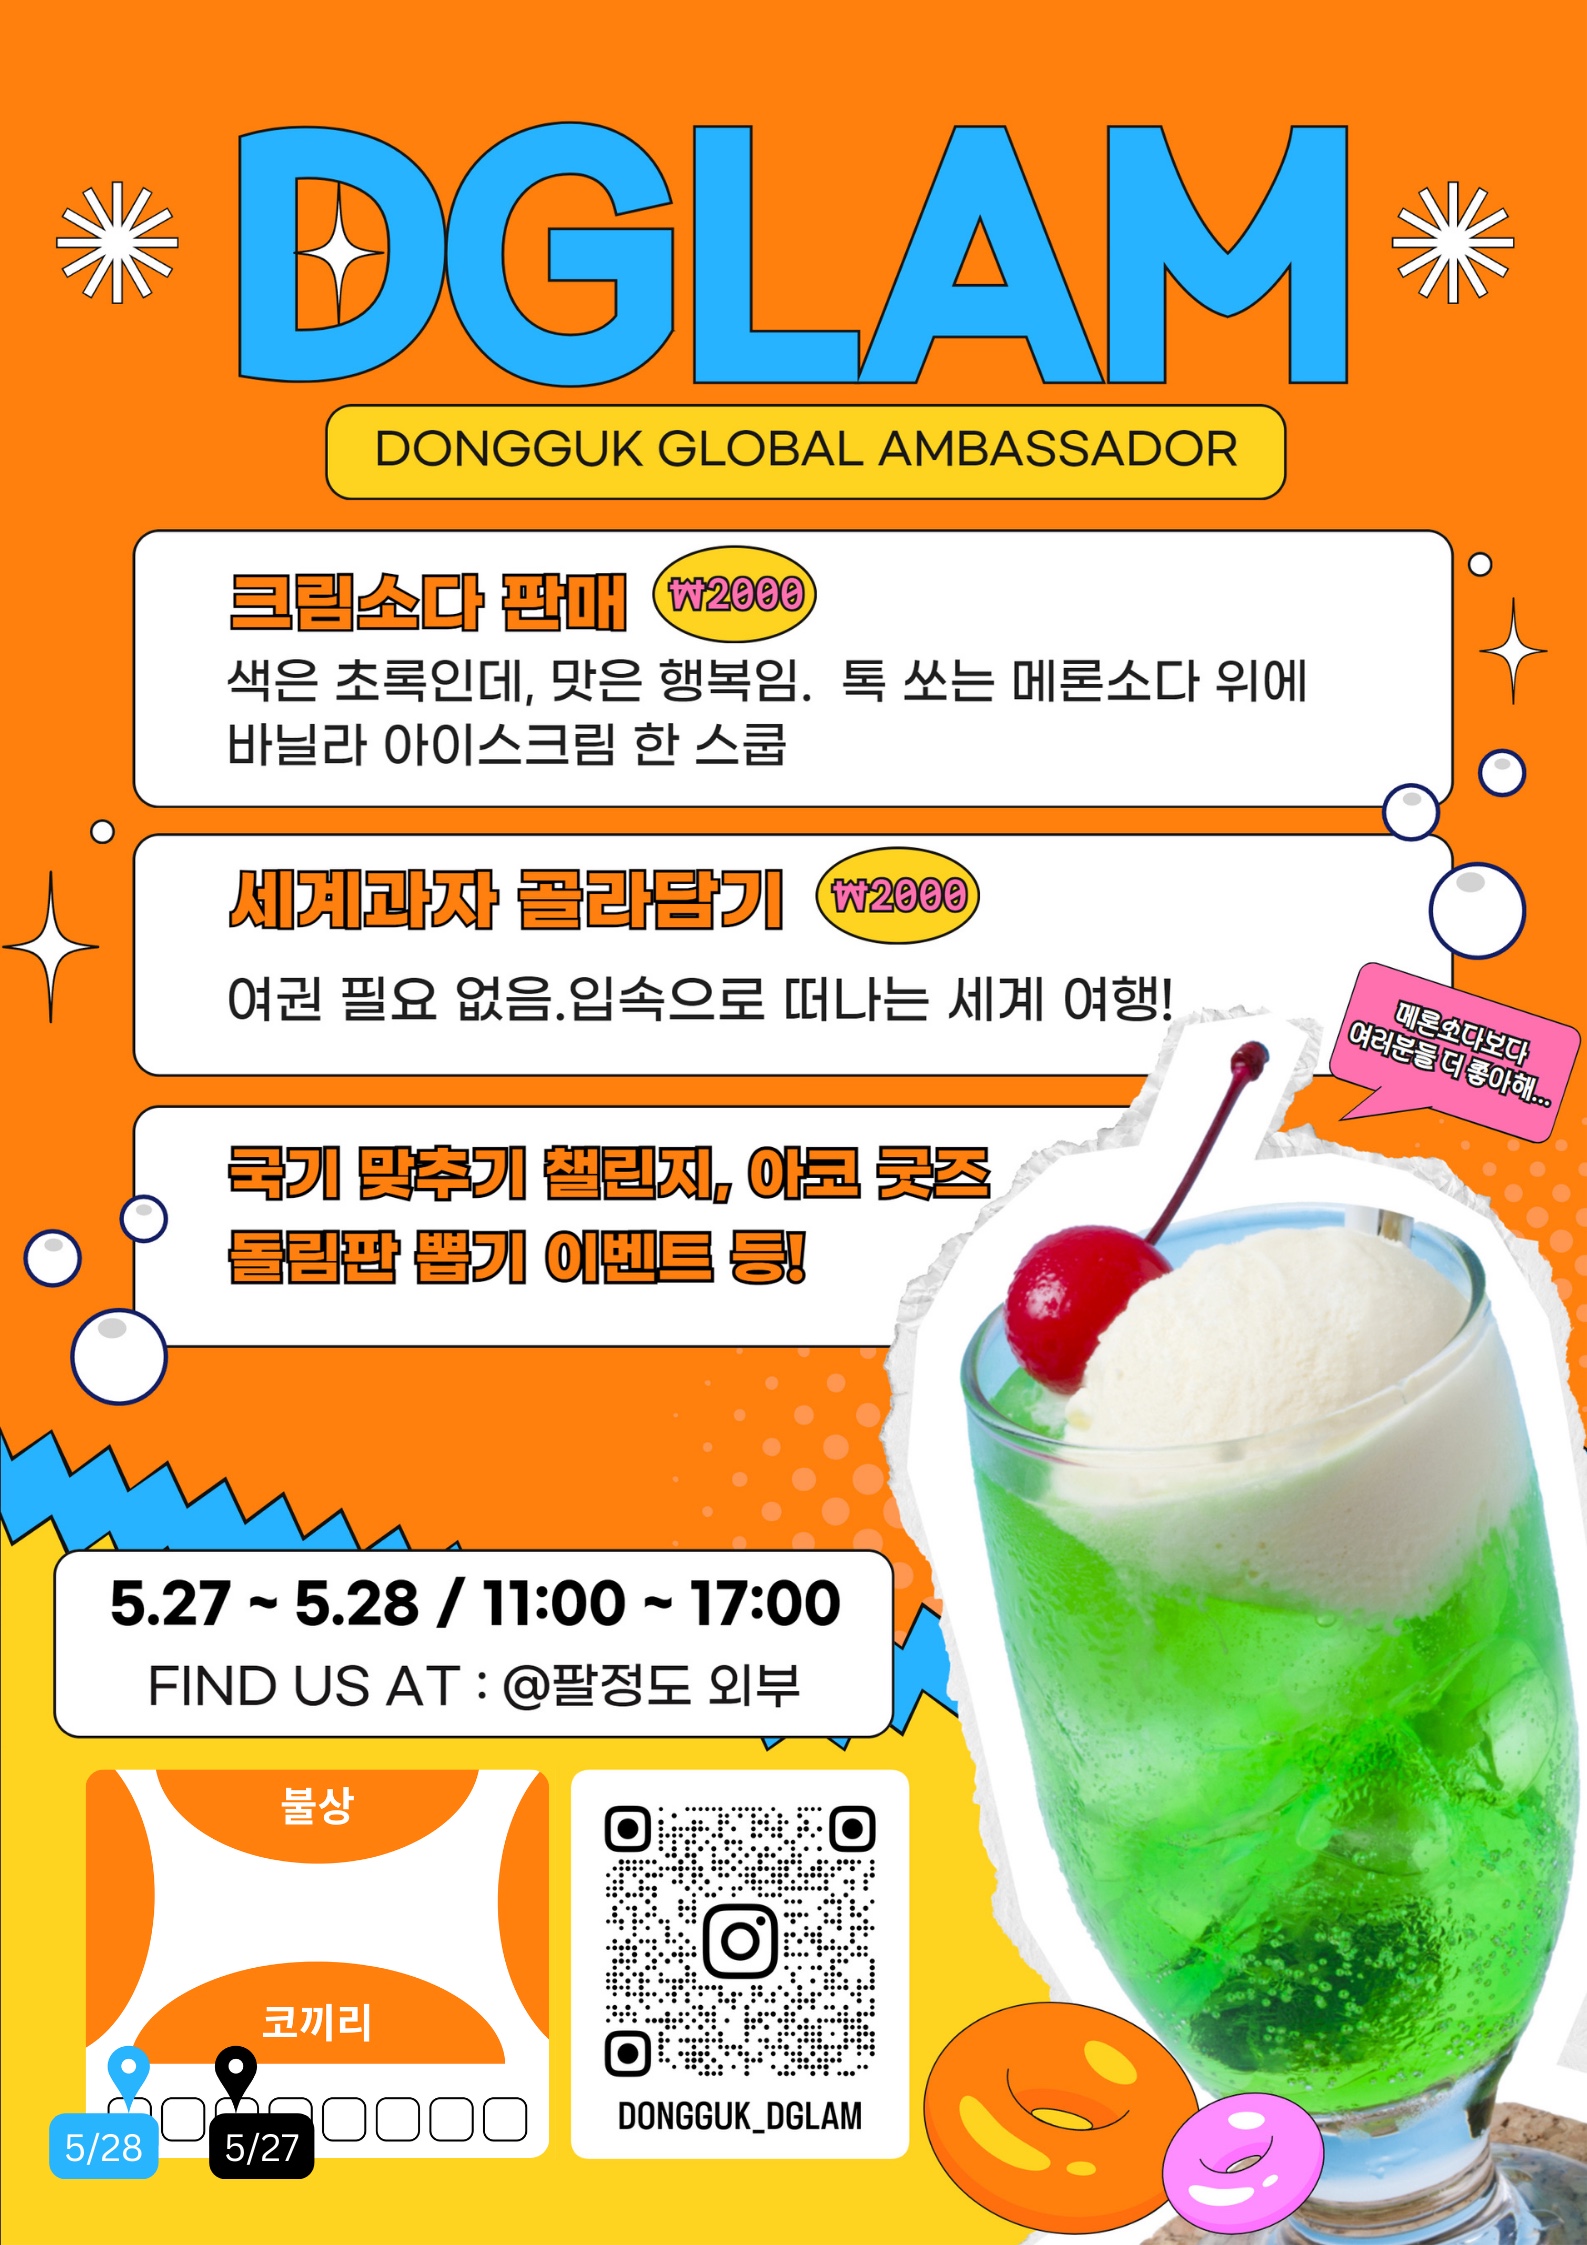 DGLAM
DONGGUK GLOBAL AMBASSADOR
크림소다 판매 ₩2000
색은 초록인데, 맛은 행복임. 톡 쏘는 메론소다 위에
바닐라 아이스크림 한 스쿱
세계과자 골라담기 ₩2000
여권 필요 없음.입속으로 떠나는 세계 여행!
메론소다보다
여러분들 더 좋아해...
국기 맞추기 챌린지, 아코 굿즈
돌림판 뽑기 이벤트 등!
5.27 ~ 5.28 / 11:00 ~ 17:00
FIND US AT : @팔정도 외부
불상
코끼리
5/28
5/27
DONGGUK_DGLAM